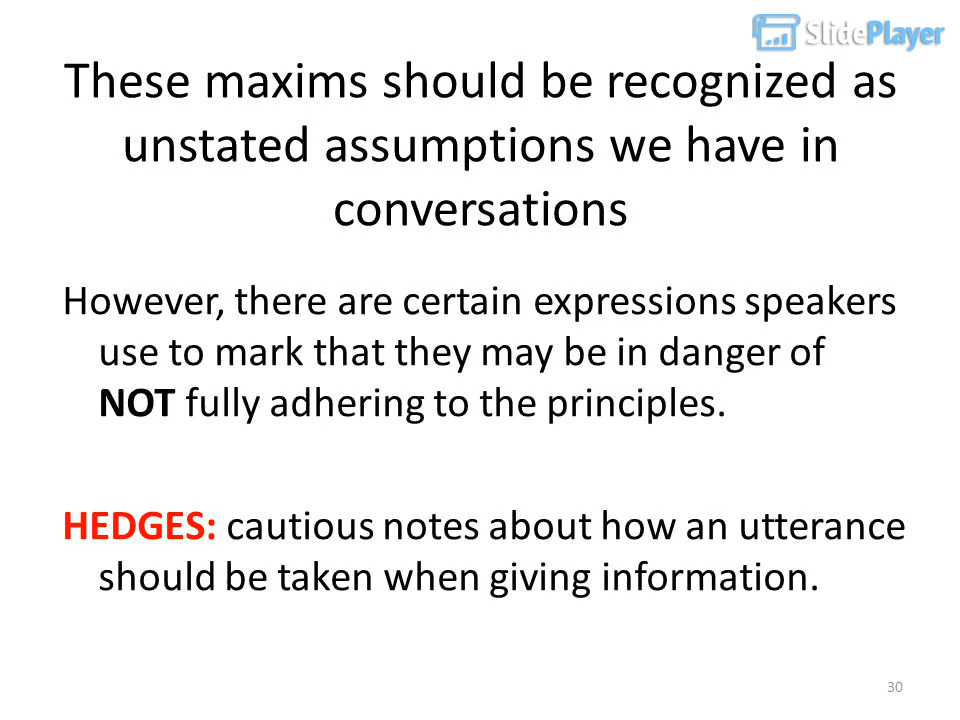 SlidePlayer
These maxims should be recognized as
unstated assumptions we have in
conversations
However, there are certain expressions speakers
use to mark that they may be in danger of
NOT fully adhering to the principles.
HEDGES: cautious notes about how an utterance
should be taken when giving information.
30